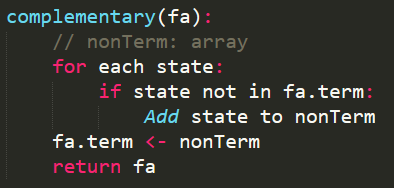 complementary(fa):
    // nonTerm: array
    for each state:
        if state not in fa.term:
            Add state to nonTerm
    fa.term <- nonTerm
    return fa